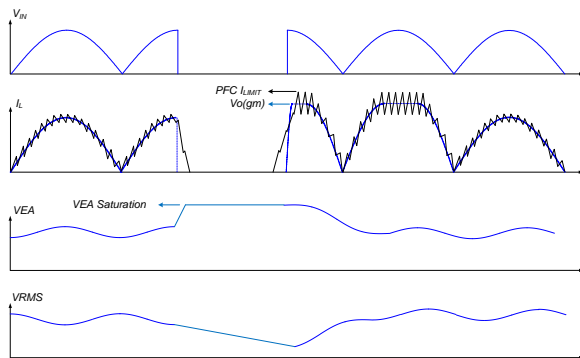 VIN
PFC ILIMIT
Vo(gm)
IL
VEA Saturation
VEA
VRMS